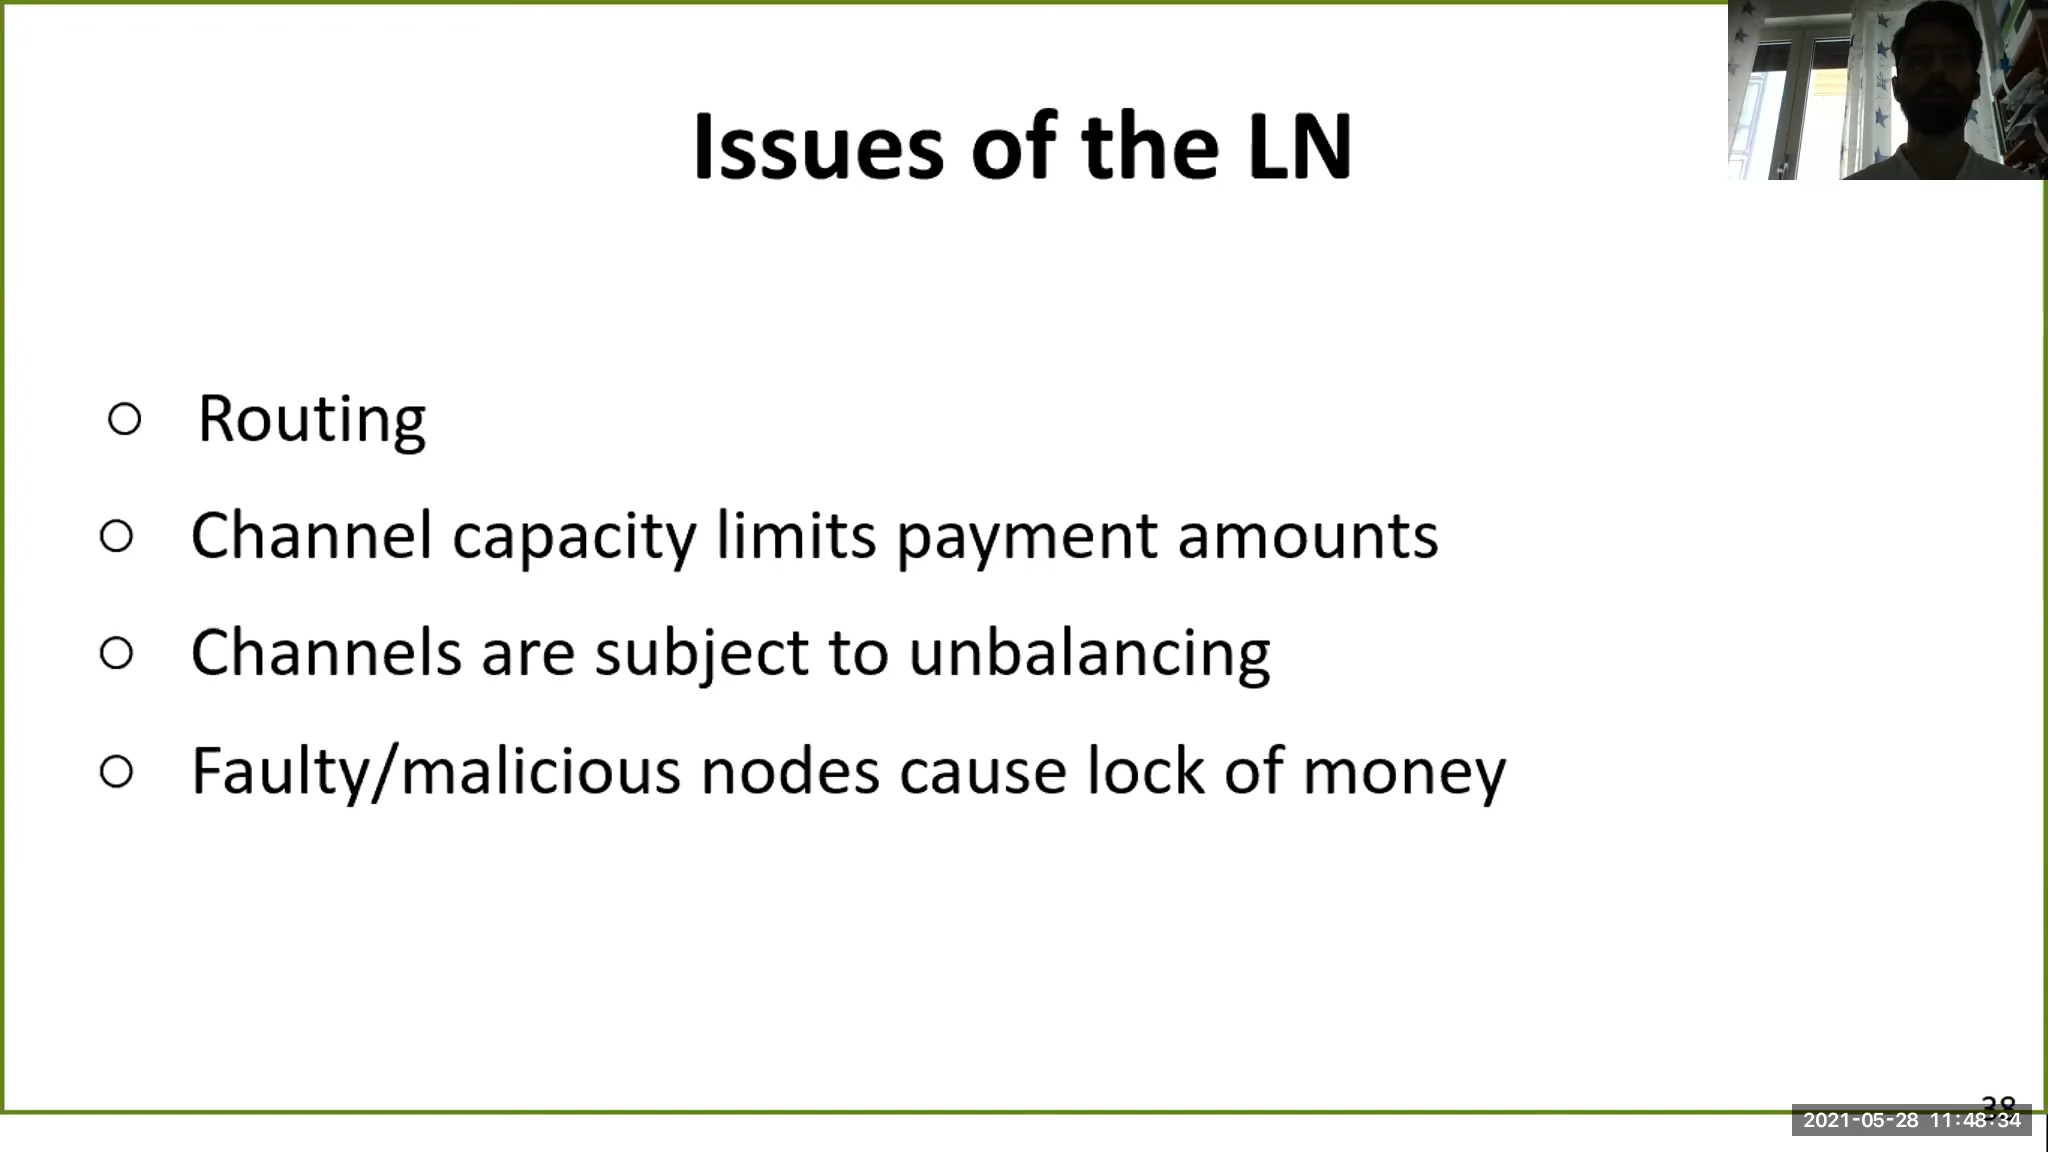 Issues of the LN
○ Routing
○ Channel capacity limits payment amounts
○ Channels are subject to unbalancing
○ Faulty/malicious nodes cause lock of money
38
2021-05-28 11:48:34